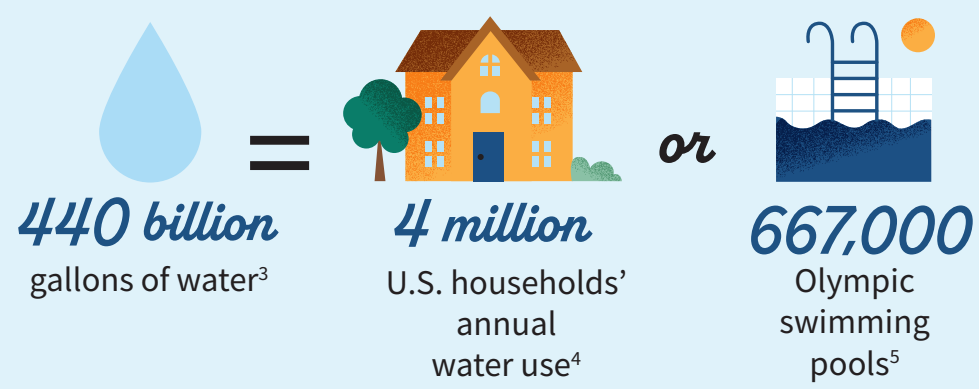 =
or
440 billion
gallons of water³
4 million
U.S. households’
annual
water use⁴
667,000
Olympic
swimming
pools⁵